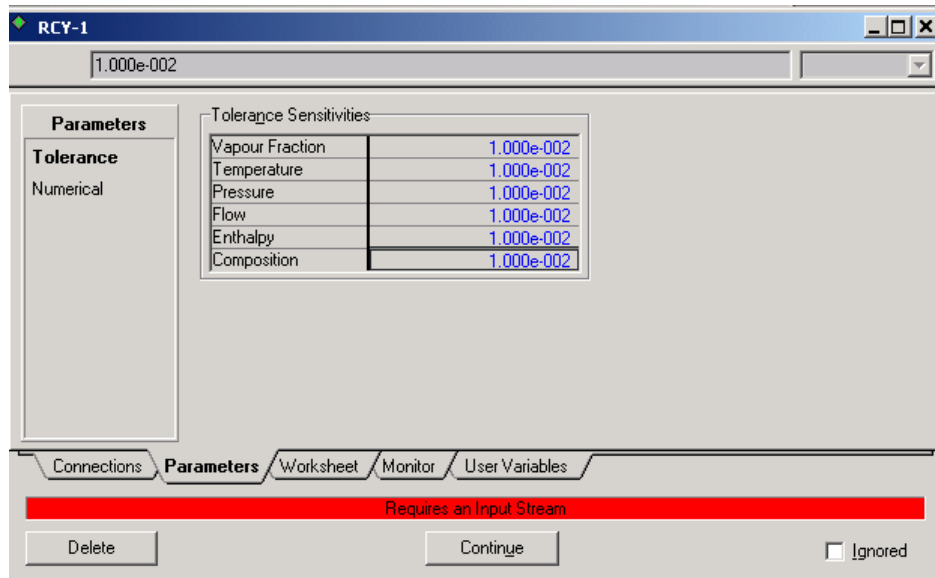 RCY-1
1.000e-002
Parameters
Tolerance
Numerical
Tolerance Sensitivities
Vapour Fraction 1.000e-002
Temperature 1.000e-002
Pressure 1.000e-002
Flow 1.000e-002
Enthalpy 1.000e-002
Composition 1.000e-002
Connections Parameters Worksheet Monitor User Variables
Requires an Input Stream
Delete Continue Ignored